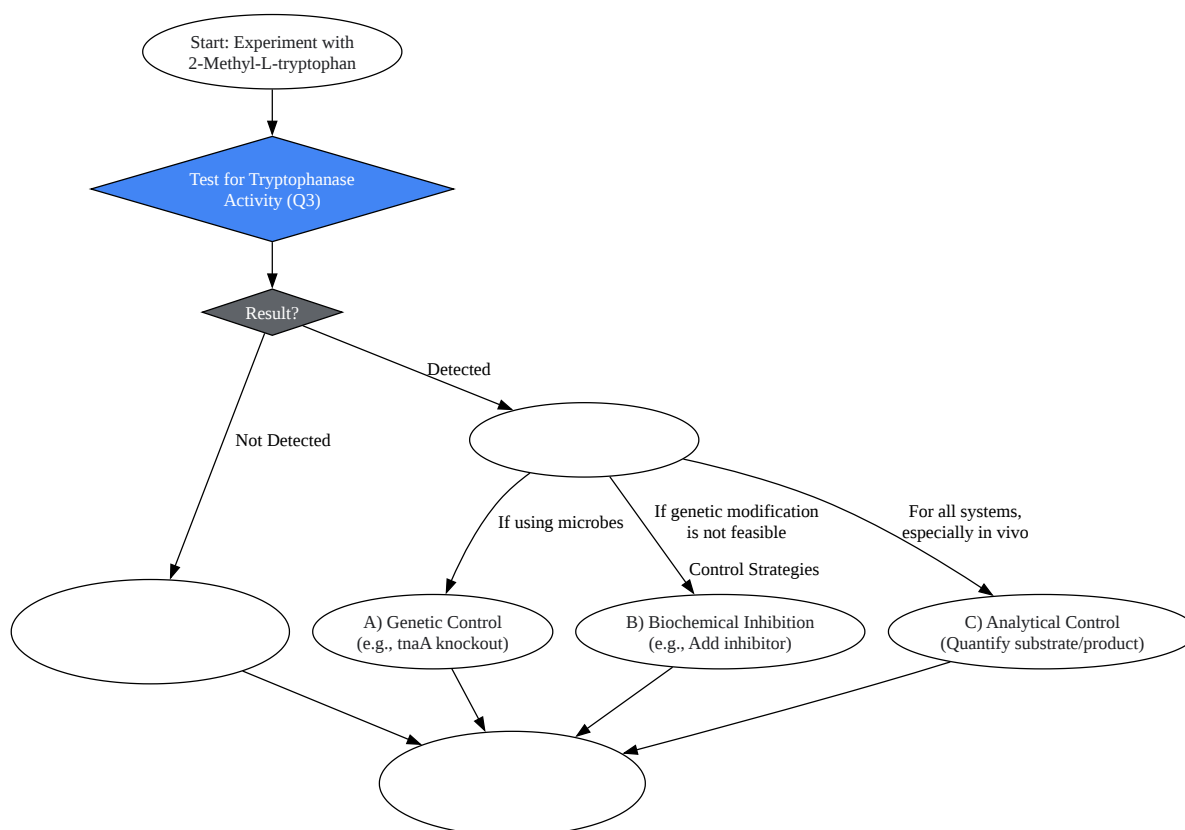 Start: Experiment with
2-Methyl-L-tryptophan
Test for Tryptophanase
Activity (Q3)
Result?
Detected
Not Detected
If using microbes
If genetic modification
is not feasible
For all systems,
especially in vivo
Control Strategies
A) Genetic Control
(e.g., tnaA knockout)
B) Biochemical Inhibition
(e.g., Add inhibitor)
C) Analytical Control
(Quantify substrate/product)